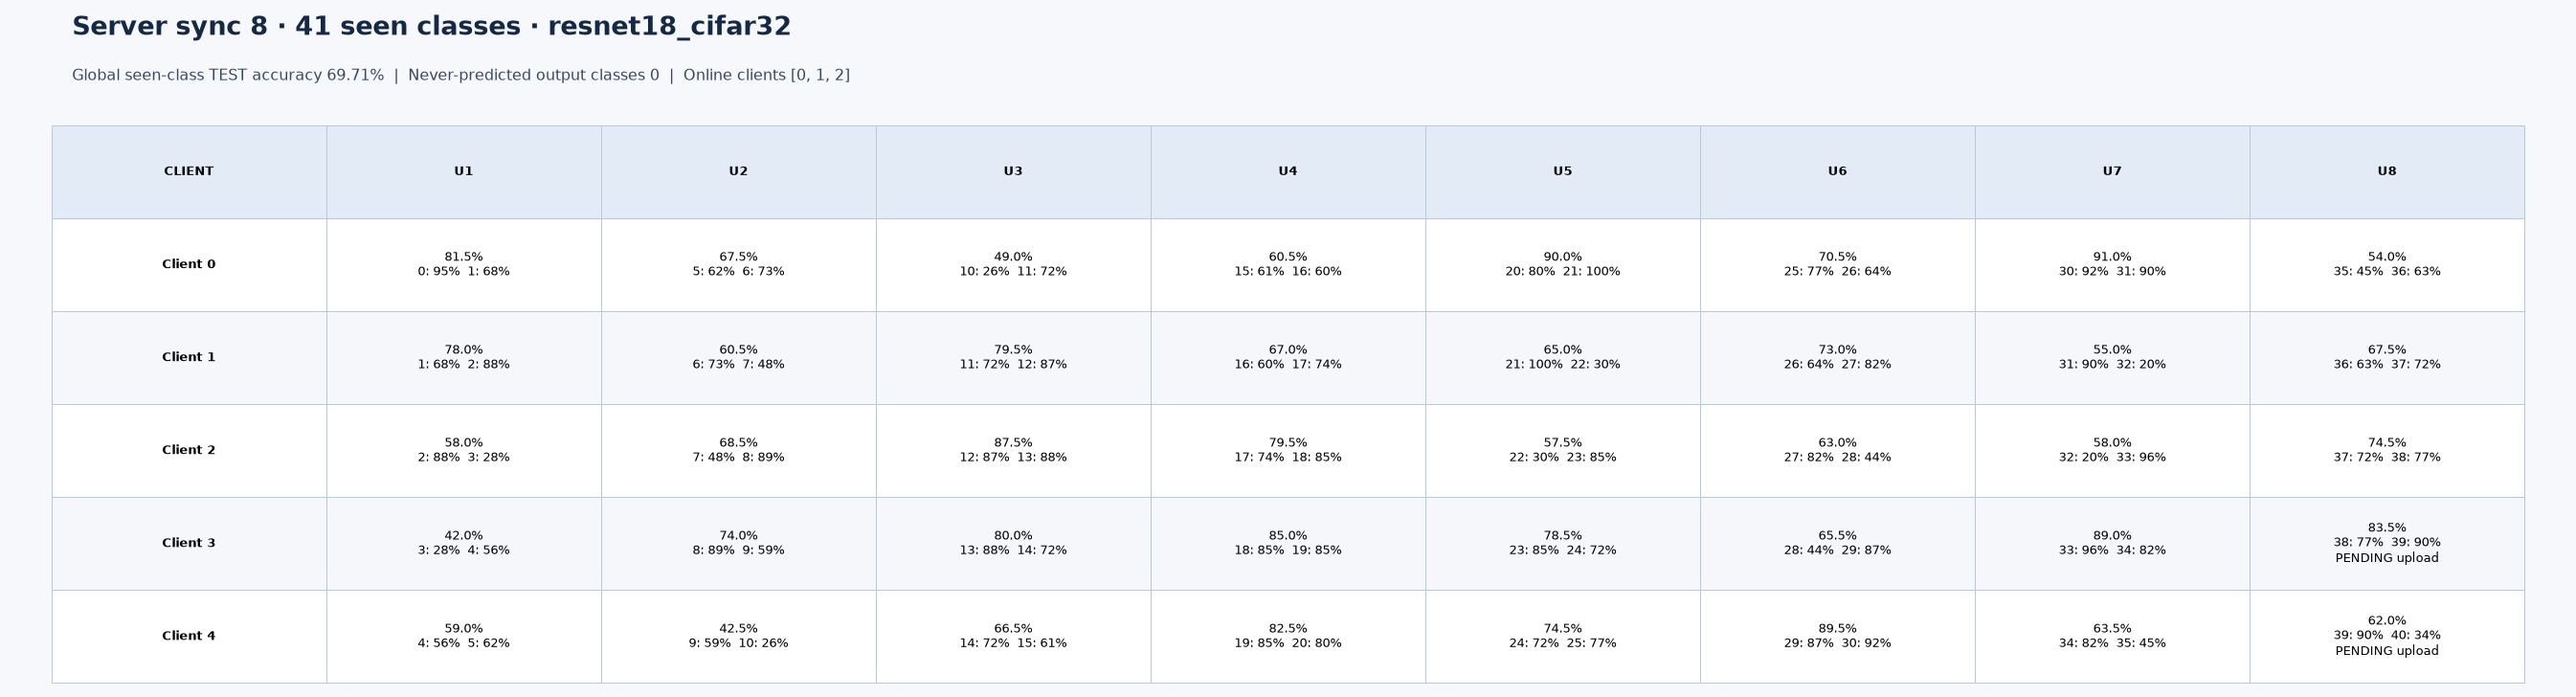 Server sync 8 · 41 seen classes · resnet18_cifar32
Global seen-class TEST accuracy 69.71% | Never-predicted output classes 0 | Online clients [0, 1, 2]
CLIENT U1 U2 U3 U4 U5 U6 U7 U8
Client 0
81.5%
0: 95% 1: 68%
67.5%
5: 62% 6: 73%
49.0%
10: 26% 11: 72%
60.5%
15: 61% 16: 60%
90.0%
20: 80% 21: 100%
70.5%
25: 77% 26: 64%
91.0%
30: 92% 31: 90%
54.0%
35: 45% 36: 63%
Client 1
78.0%
1: 68% 2: 88%
60.5%
6: 73% 7: 48%
79.5%
11: 72% 12: 87%
67.0%
16: 60% 17: 74%
65.0%
21: 100% 22: 30%
73.0%
26: 64% 27: 82%
55.0%
31: 90% 32: 20%
67.5%
36: 63% 37: 72%
Client 2
58.0%
2: 88% 3: 28%
68.5%
7: 48% 8: 89%
87.5%
12: 87% 13: 88%
79.5%
17: 74% 18: 85%
57.5%
22: 30% 23: 85%
63.0%
27: 82% 28: 44%
58.0%
32: 20% 33: 96%
74.5%
37: 72% 38: 77%
Client 3
42.0%
3: 28% 4: 56%
74.0%
8: 89% 9: 59%
80.0%
13: 88% 14: 72%
85.0%
18: 85% 19: 85%
78.5%
23: 85% 24: 72%
65.5%
28: 44% 29: 87%
89.0%
33: 96% 34: 82%
83.5%
38: 77% 39: 90%
PENDING upload
Client 4
59.0%
4: 56% 5: 62%
42.5%
9: 59% 10: 26%
66.5%
14: 72% 15: 61%
82.5%
19: 85% 20: 80%
74.5%
24: 72% 25: 77%
89.5%
29: 87% 30: 92%
63.5%
34: 82% 35: 45%
62.0%
39: 90% 40: 34%
PENDING upload